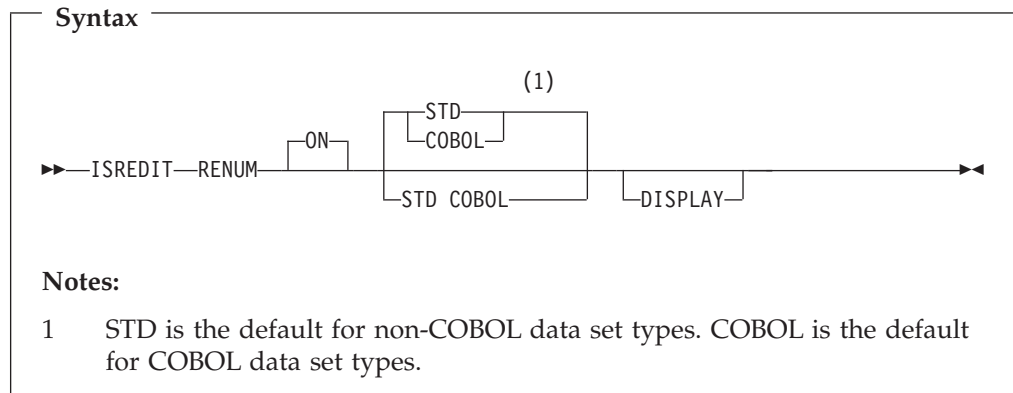 Syntax
(1)
STD
ON COBOL
ISREDIT RENUM
STD COBOL DISPLAY
Notes:
1 STD is the default for non-COBOL data set types. COBOL is the default
for COBOL data set types.